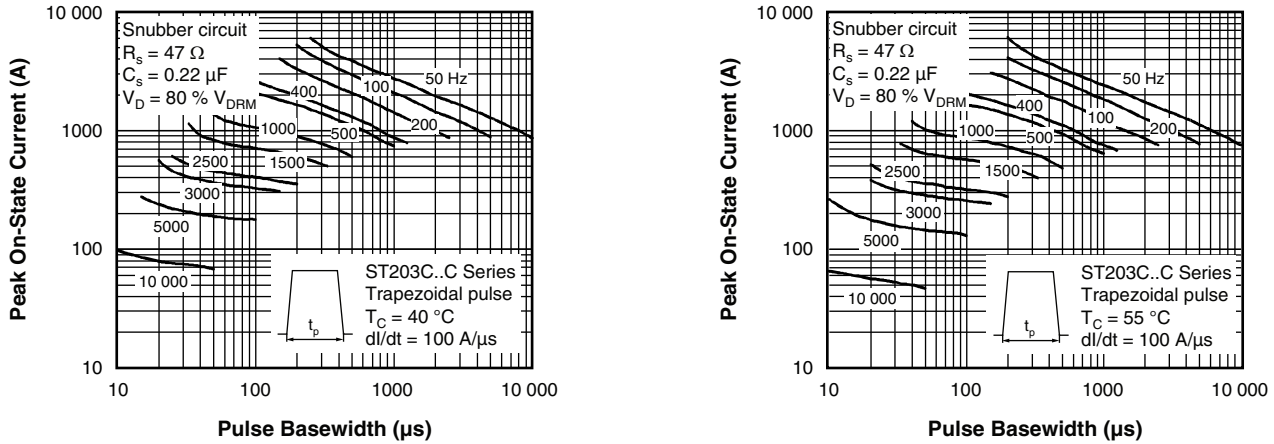 10 000
1000
100
10
Peak On-State Current (A)
Snubber circuit
Rs = 47 Ω
Cs = 0.22 µF
VD = 80 % VDRM
50 Hz
100
400
200
500
1000
1500
2500
3000
5000
10 000
tp
ST203C..C Series
Trapezoidal pulse
TC = 40 °C
dI/dt = 100 A/µs
10
100
1000
10 000
Pulse Basewidth (µs)
10 000
1000
100
10
Peak On-State Current (A)
Snubber circuit
Rs = 47 Ω
Cs = 0.22 µF
VD = 80 % VDRM
50 Hz
400
100
200
500
1000
1500
2500
3000
5000
10 000
tp
ST203C..C Series
Trapezoidal pulse
TC = 55 °C
dI/dt = 100 A/µs
10
100
1000
10 000
Pulse Basewidth (µs)